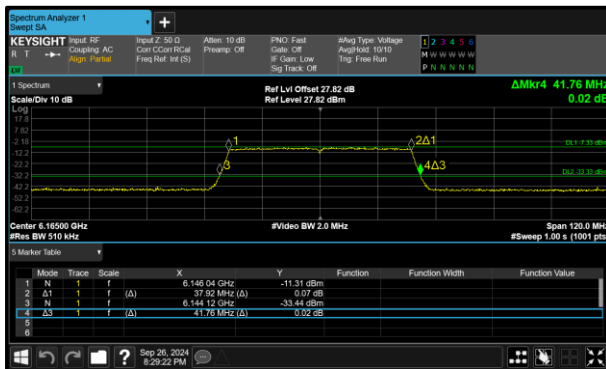 Spectrum Analyzer 1
Swept SA
KEYSIGHT Input: RF Input Z: 50 Ω Atten: 10 dB PNO: Fast #Avg Type: Voltage 1 2 3 4 5 6
R T Coupling: AC Corr CCorr RCal Preamp: Off Gate: Off Avg|Hold: 10/10 M W W W W W
Align: Partial Freq Ref: Int (S) IF Gain: Low Trig: Free Run P N N N N N
Sig Track: Off
1 Spectrum Ref Lvl Offset 27.82 dB ΔMkr4 41.76 MHz
Scale/Div 10 dB Ref Level 27.82 dBm 0.02 dB
Log
17.8
7.82
-2.18
-12.2
-22.2
-32.2
-42.2
-52.2
-62.2
1
2Δ1
3
4Δ3
DL1 -7.33 dBm
DL2 -33.33 dBm
Center 6.16500 GHz #Video BW 2.0 MHz Span 120.0 MHz
#Res BW 510 kHz #Sweep 1.00 s (1001 pts
5 Marker Table
Mode Trace Scale X Y Function Function Width Function Value
1 N 1 f 6.146 04 GHz -11.31 dBm
2 Δ1 1 f (Δ) 37.92 MHz (Δ) 0.07 dB
3 N 1 f 6.144 12 GHz -33.44 dBm
4 Δ3 1 f (Δ) 41.76 MHz (Δ) 0.02 dB
5
6
? Sep 26, 2024
8:29:22 PM